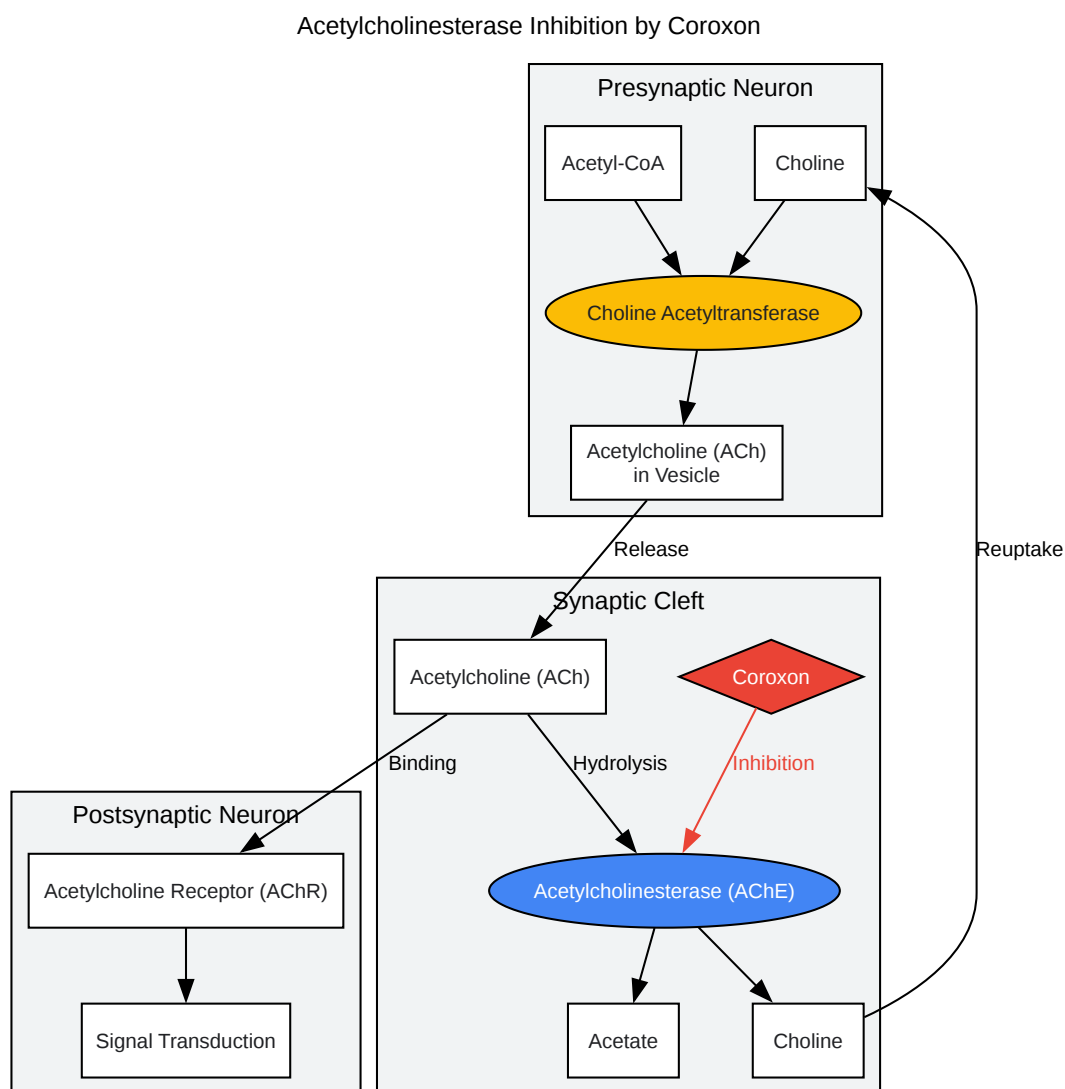 Acetylcholinesterase Inhibition by Coroxon
Presynaptic Neuron
Acetyl-CoA
Choline
Choline Acetyltransferase
Acetylcholine (ACh)
in Vesicle
Release
Reuptake
Synaptic Cleft
Acetylcholine (ACh)
Coroxon
Binding
Hydrolysis
Inhibition
Postsynaptic Neuron
Acetylcholine Receptor (AChR)
Acetylcholinesterase (AChE)
Signal Transduction
Acetate
Choline